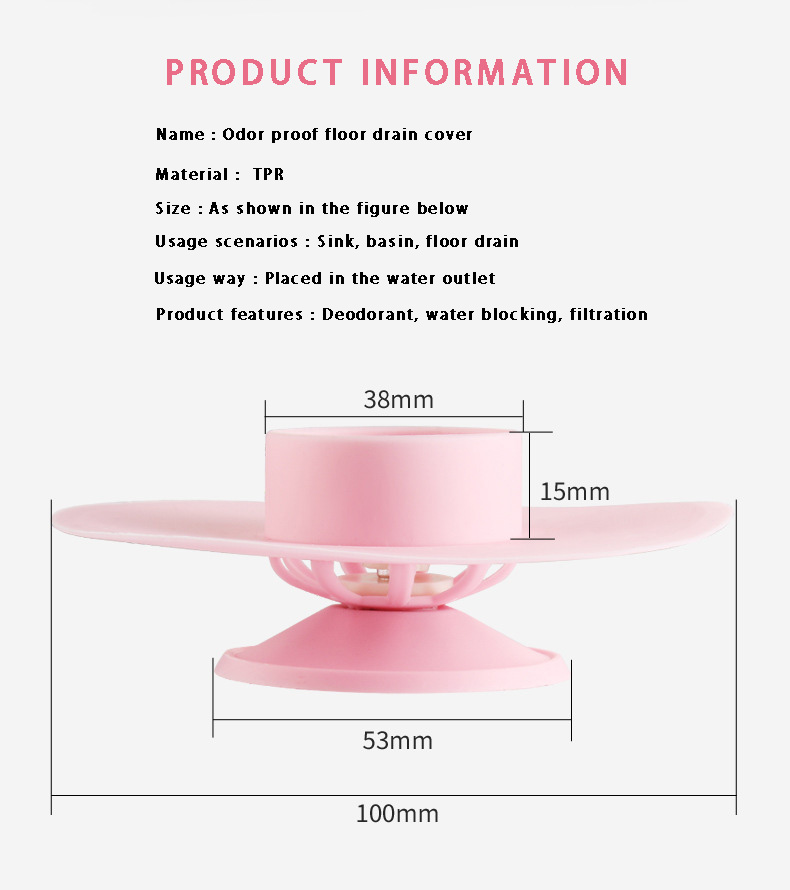 PRODUCT INFORMATION
Name : Odor proof floor drain cover
Material : TPR
Size : As shown in the figure below
Usage scenarios : Sink, basin, floor drain
Usage way : Placed in the water outlet
Product features : Deodorant, water blocking, filtration
38mm
15mm
53mm
100mm